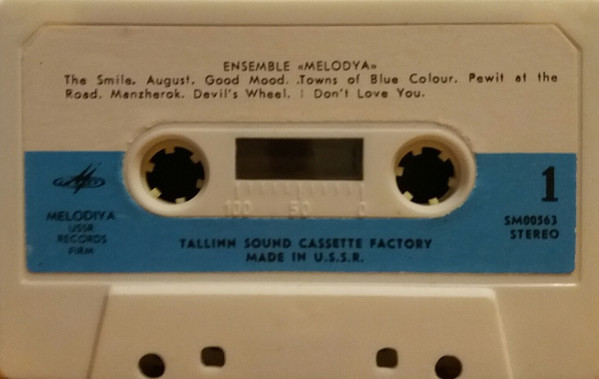 ENSEMBLE «MELODYA»
The Smile. August. Good Mood. Towns of Blue Colour. Pewit at the
Road. Manzherok. Devil's Wheel. I Don't Love You.
1
MELODIYA
USSR
RECORDS
FIRM
100 50 0
SM00563
STEREO
TALLINN SOUND CASSETTE FACTORY
MADE IN U.S.S.R.